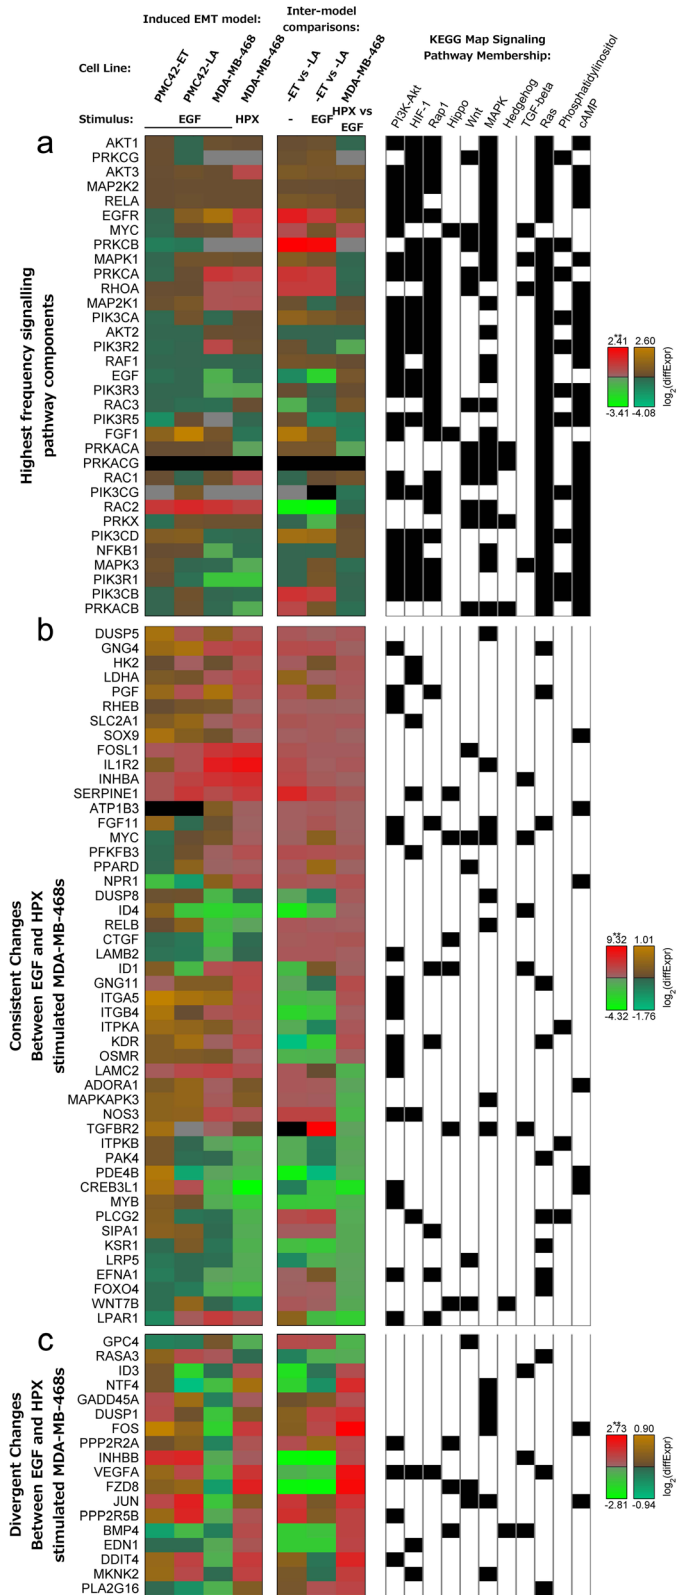 Induced EMT model:
Inter-model
comparisons:
KEGG Map Signaling
Pathway Membership:
Cell Line:
PMC42-ET
PMC42-LA
MDA-MB-468
MDA-MB-468
-ET vs -LA
-ET vs -LA
MDA-MB-468
PI3K-Akt
HIF-1
Rap1
Hippo
Wnt
MAPK
Hedgehog
TGF-beta
Ras
Phosphatidylinositol
cAMP
Stimulus:
EGF
HPX
-
EGF
HPX vs
EGF
a
Highest frequency signalling
pathway components
AKT1
PRKCG
AKT3
MAP2K2
RELA
EGFR
MYC
PRKCB
MAPK1
PRKCA
RHOA
MAP2K1
PIK3CA
AKT2
PIK3R2
RAF1
EGF
PIK3R3
RAC3
PIK3R5
FGF1
PRKACA
PRKACG
RAC1
PIK3CG
RAC2
PRKX
PIK3CD
NFKB1
MAPK3
PIK3R1
PIK3CB
PRKACB
**
2.41 2.60
-3.41 -4.08
log2(diffExpr)
b
Consistent Changes
Between EGF and HPX
stimulated MDA-MB-468s
DUSP5
GNG4
HK2
LDHA
PGF
RHEB
SLC2A1
SOX9
FOSL1
IL1R2
INHBA
SERPINE1
ATP1B3
FGF11
MYC
PFKFB3
PPARD
NPR1
DUSP8
ID4
RELB
CTGF
LAMB2
ID1
GNG11
ITGA5
ITGB4
ITPKA
KDR
OSMR
LAMC2
ADORA1
MAPKAPK3
NOS3
TGFBR2
ITPKB
PAK4
PDE4B
CREB3L1
MYB
PLCG2
SIPA1
KSR1
LRP5
EFNA1
FOXO4
WNT7B
LPAR1
**
9.32 1.01
-4.32 -1.76
log2(diffExpr)
c
Divergent Changes
Between EGF and HPX
stimulated MDA-MB-468s
GPC4
RASA3
ID3
NTF4
GADD45A
DUSP1
FOS
PPP2R2A
INHBB
VEGFA
FZD8
JUN
PPP2R5B
BMP4
EDN1
DDIT4
MKNK2
PLA2G16
**
2.73 0.90
-2.81 -0.94
log2(diffExpr)